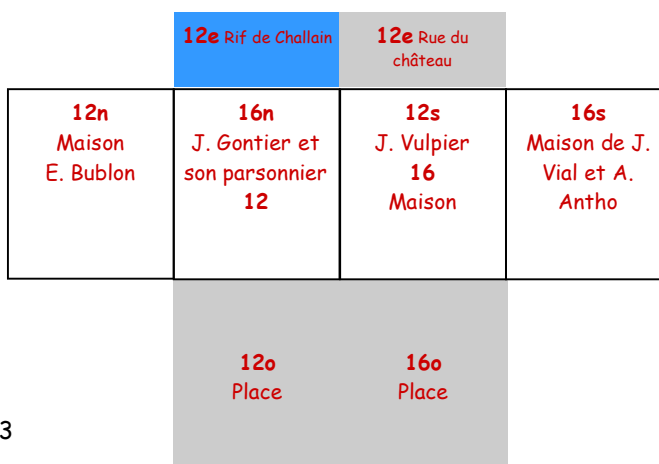 12e Rif de Challain
12e Rue du
château
12n
Maison
E. Bublon
16n
J. Gontier et
son parsonnier
12
12s
J. Vulpier
16
Maison
16s
Maison de J.
Vial et A.
Antho
12o
Place
16o
Place
3